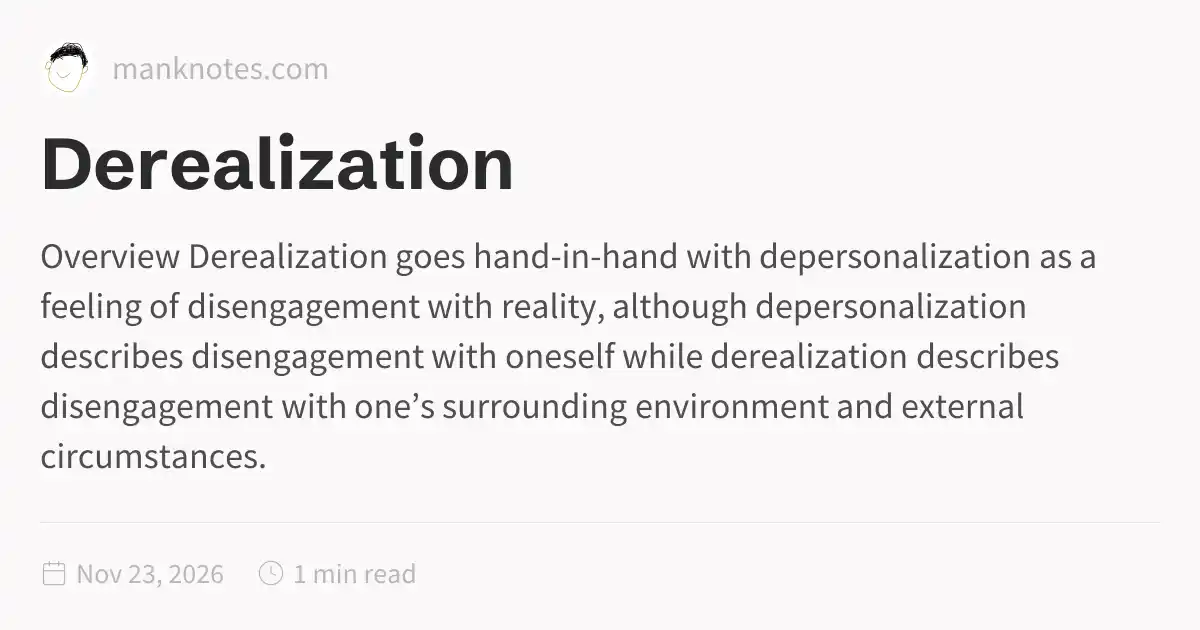 manknotes.com
Derealization
Overview Derealization goes hand-in-hand with depersonalization as a
feeling of disengagement with reality, although depersonalization
describes disengagement with oneself while derealization describes
disengagement with one’s surrounding environment and external
circumstances.
Nov 23, 2026 1 min read